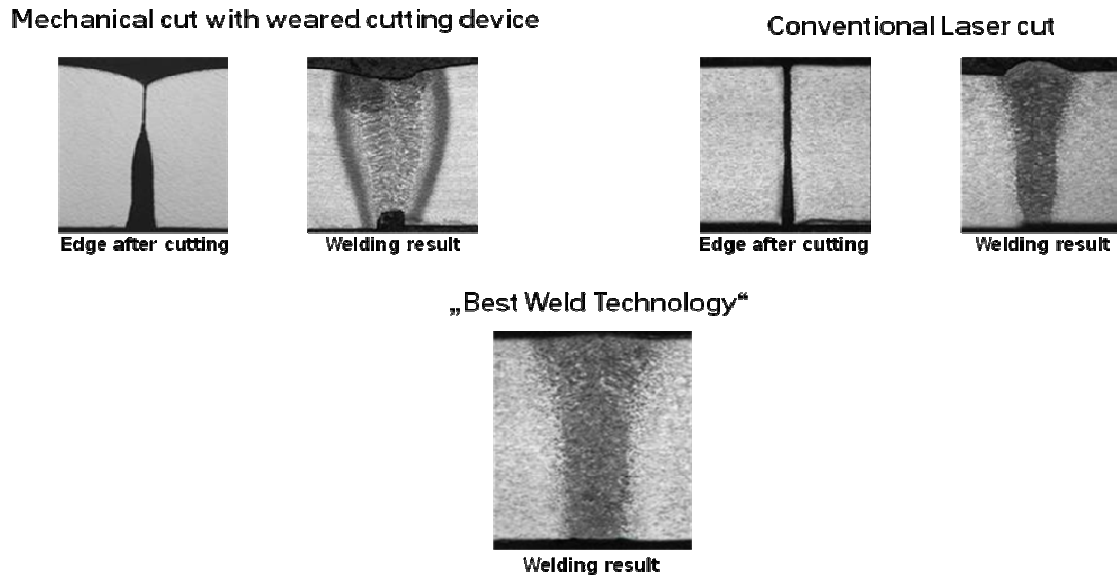 Mechanical cut with weared cutting device
Conventional Laser cut
Edge after cutting
Welding result
Edge after cutting
Welding result
„Best Weld Technology“
Welding result